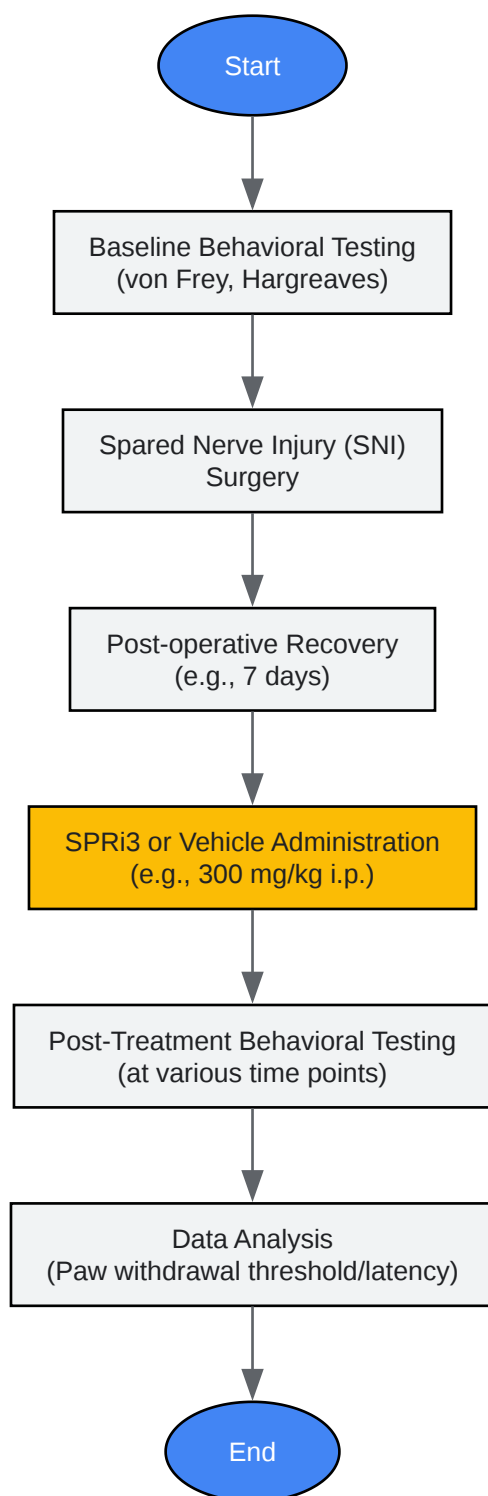 Start
Baseline Behavioral Testing
(von Frey, Hargreaves)
Spared Nerve Injury (SNI)
Surgery
Post-operative Recovery
(e.g., 7 days)
SPRi3 or Vehicle Administration
(e.g., 300 mg/kg i.p.)
Post-Treatment Behavioral Testing
(at various time points)
Data Analysis
(Paw withdrawal threshold/latency)
End